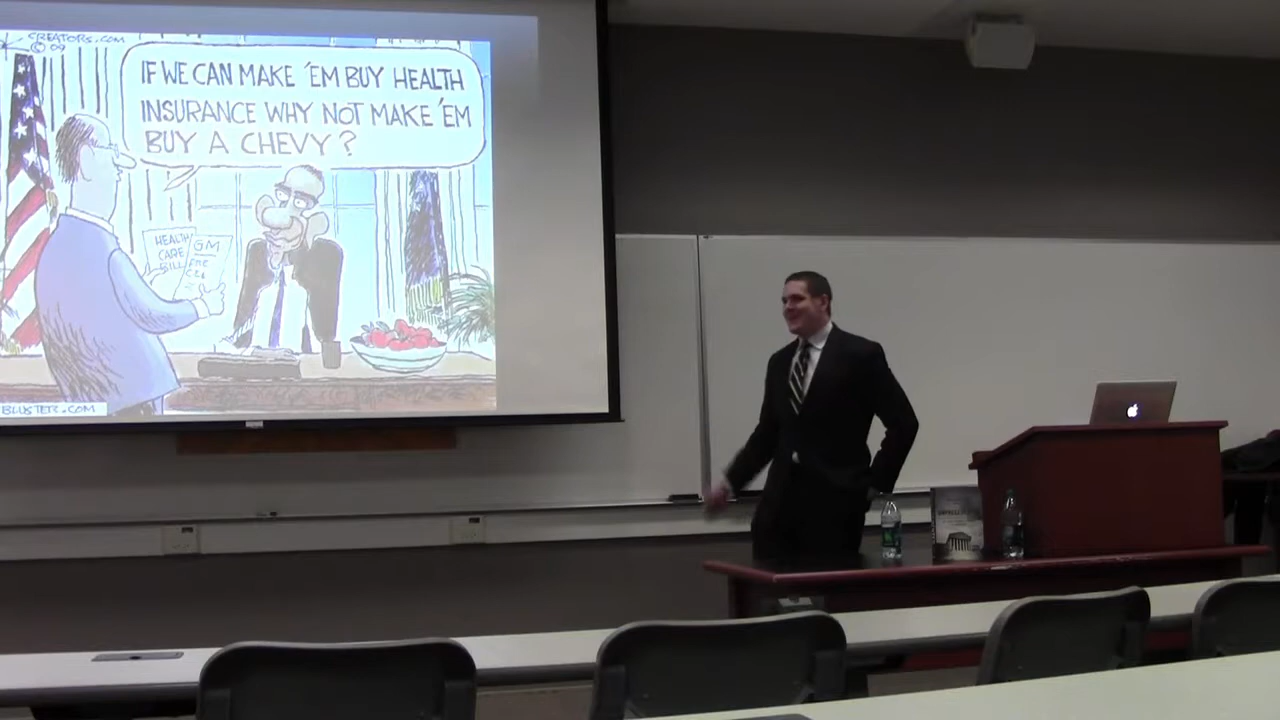 CREATORS.COM
© 09
IF WE CAN MAKE 'EM BUY HEALTH
INSURANCE WHY NOT MAKE 'EM
BUY A CHEVY?
HEALTH
CARE
BILL
GM
BLUSTER.COM